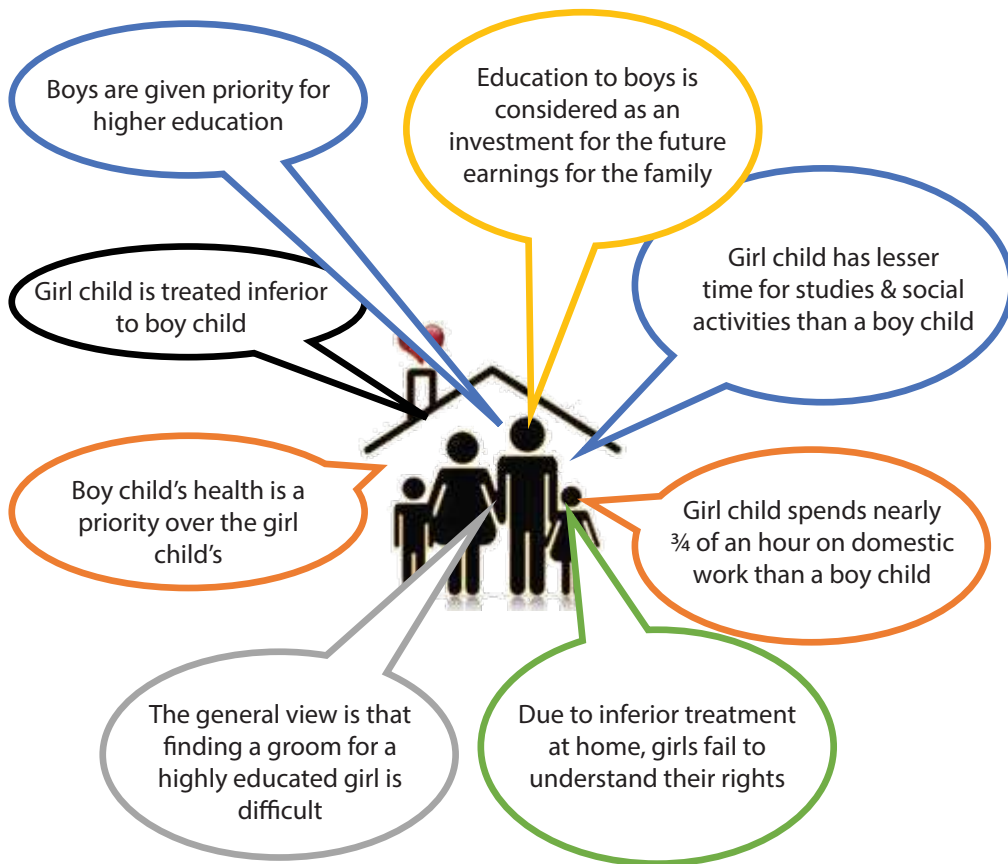 Boys are given priority for
higher education
Education to boys is
considered as an
investment for the future
earnings for the family
Girl child is treated inferior
to boy child
Girl child has lesser
time for studies & social
activities than a boy child
Boy child’s health is a
priority over the girl
child’s
Girl child spends nearly
¾ of an hour on domestic
work than a boy child
The general view is that
finding a groom for a
highly educated girl is
difficult
Due to inferior treatment
at home, girls fail to
understand their rights